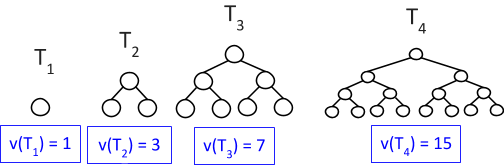 T₁
T₂
T₃
T₄
v(T₁) = 1
v(T₂) = 3
v(T₃) = 7
v(T₄) = 15